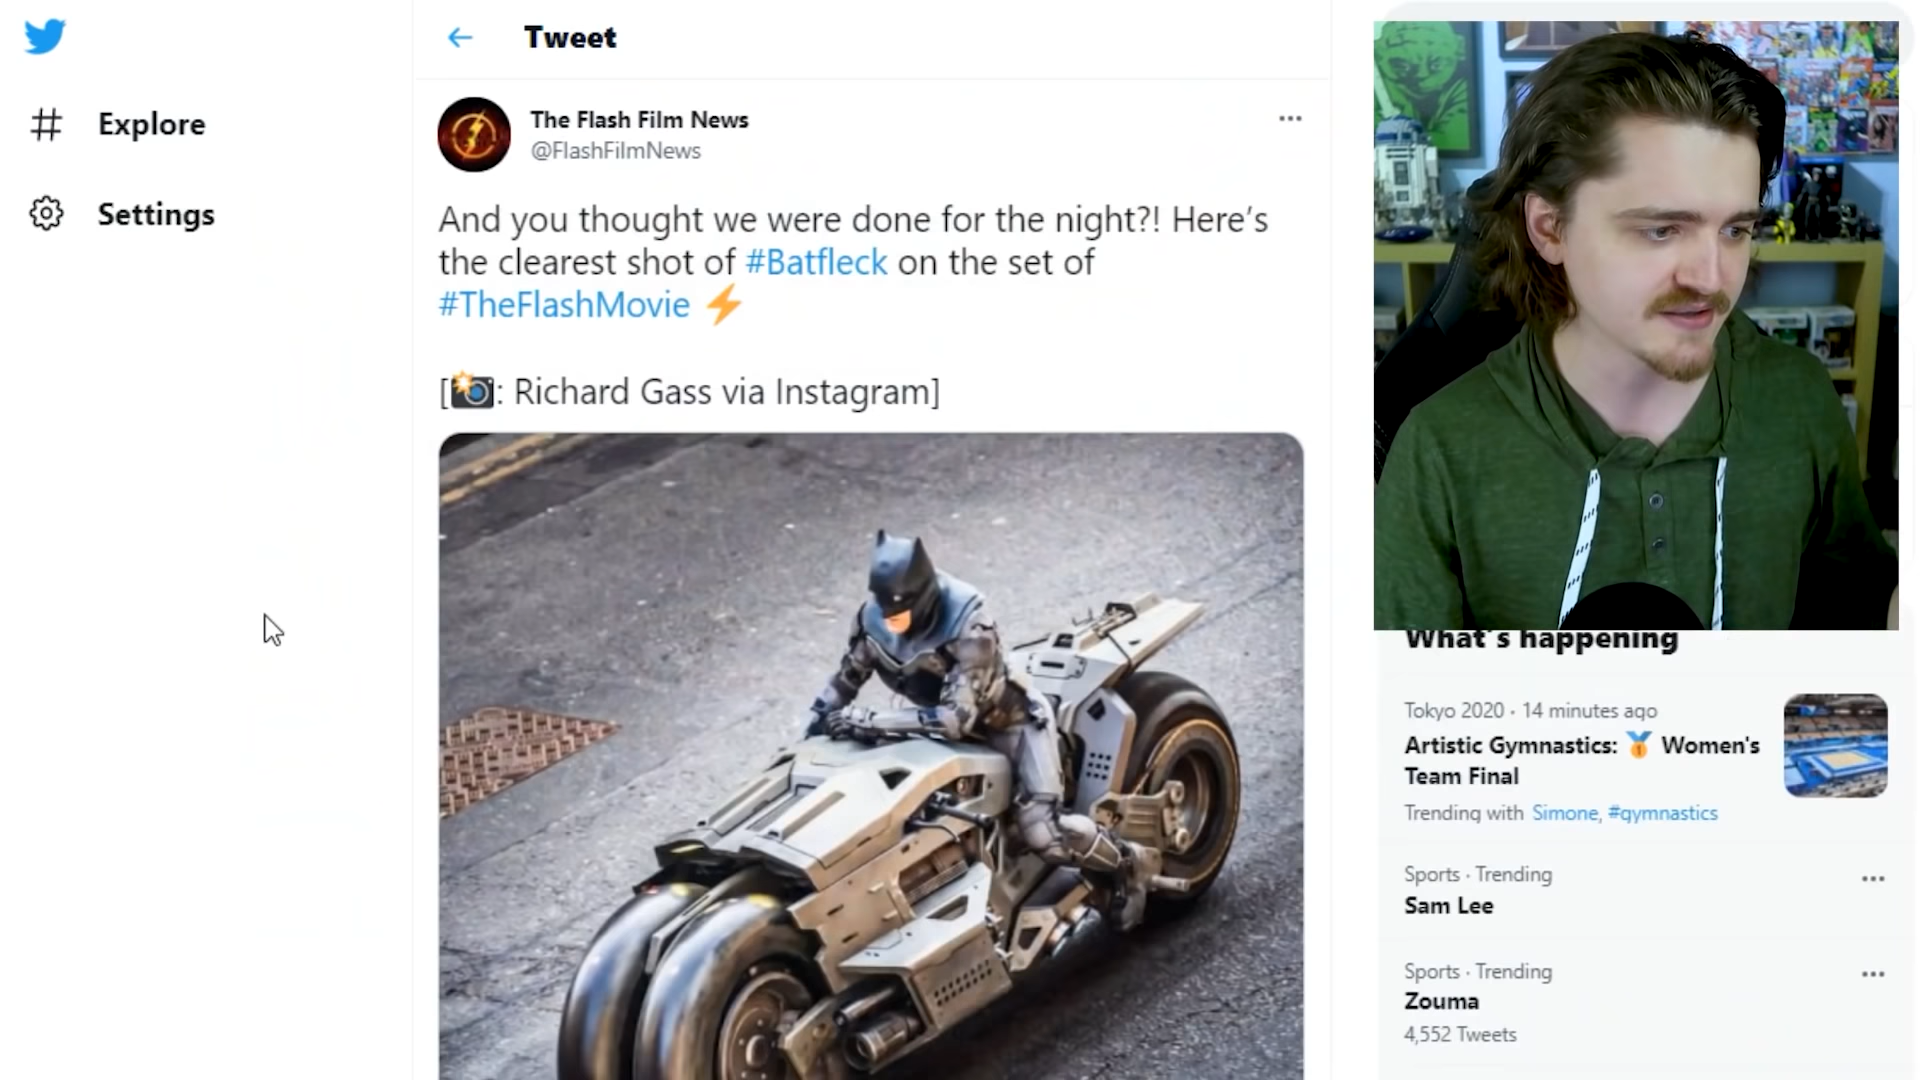 Explore
Settings
Tweet
The Flash Film News
@FlashFilmNews
And you thought we were done for the night?! Here's
the clearest shot of #Batfleck on the set of
#TheFlashMovie ⚡
[📸: Richard Gass via Instagram]
What's happening
Tokyo 2020 · 14 minutes ago
Artistic Gymnastics: 🏅 Women's
Team Final
Trending with Simone, #gymnastics
Sports · Trending
Sam Lee
Sports · Trending
Zouma
4,552 Tweets